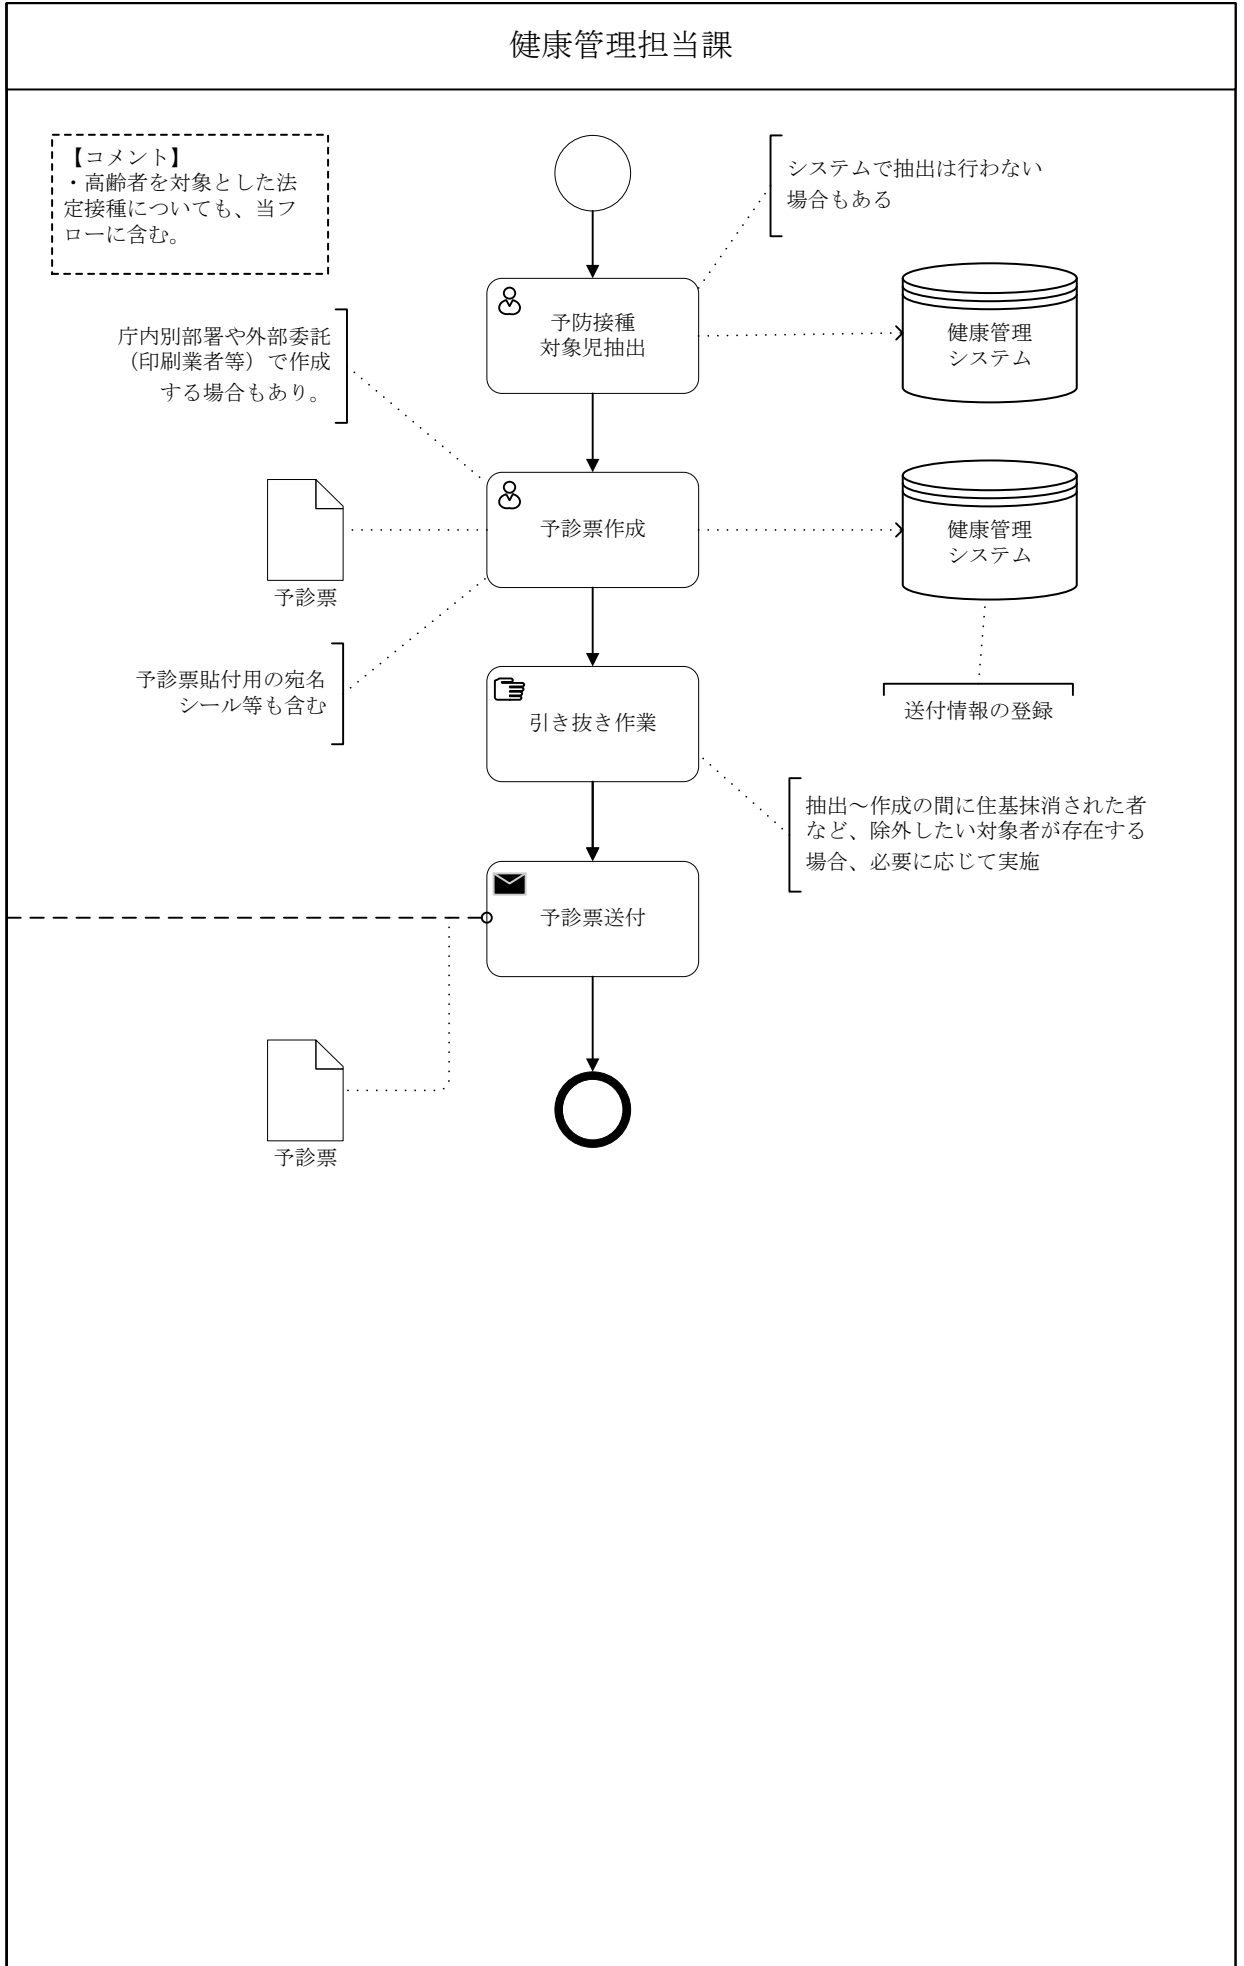 健康管理担当課
【コメント】
・高齢者を対象とした法
定接種についても、当フ
ローに含む。
システムで抽出は行わない
場合もある
予防接種
対象児抽出
健康管理
システム
庁内別部署や外部委託
（印刷業者等）で作成
する場合もあり。
予診票作成
健康管理
システム
予診票
予診票貼付用の宛名
シール等も含む
引き抜き作業
送付情報の登録
抽出～作成の間に住基抹消された者
など、除外したい対象者が存在する
場合、必要に応じて実施
予診票送付
予診票